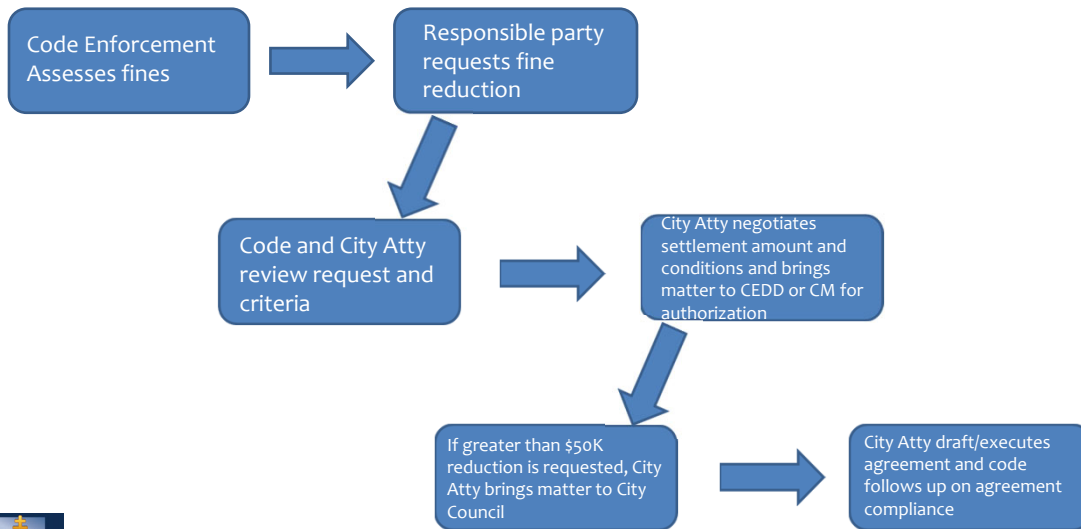 Code Enforcement
Assesses fines
Responsible party
requests fine
reduction
Code and City Atty
review request and
criteria
City Atty negotiates
settlement amount and
conditions and brings
matter to CEDD or CM for
authorization
If greater than $50K
reduction is requested, City
Atty brings matter to City
Council
City Atty draft/executes
agreement and code
follows up on agreement
compliance